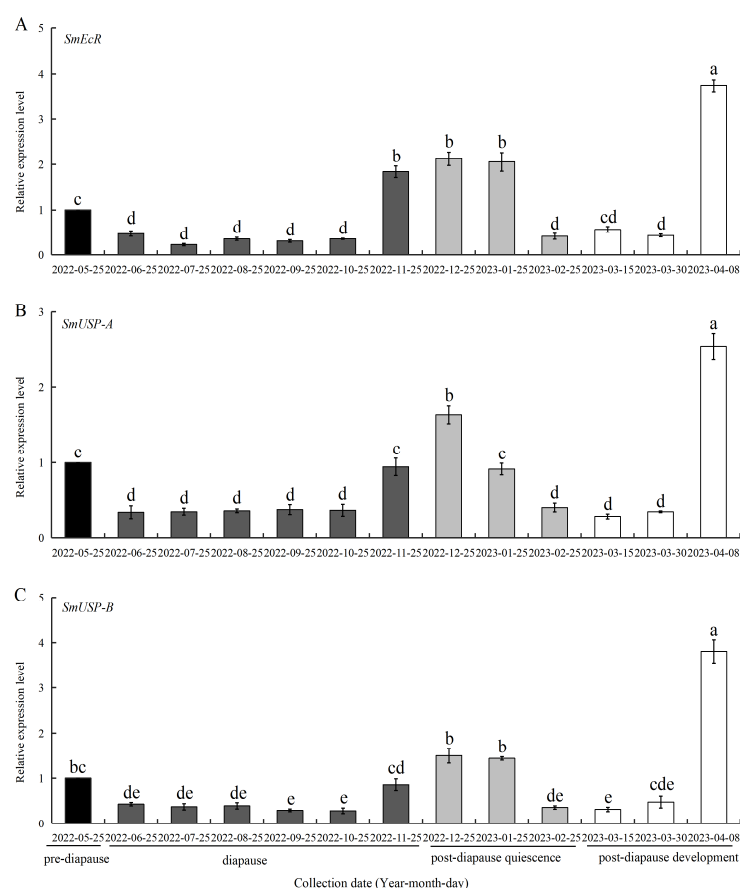 A
SmEcR
5
4
3
2
1
0
Relative expression level
c d d d d d b b b d cd d a
2022-05-25 2022-06-25 2022-07-25 2022-08-25 2022-09-25 2022-10-25 2022-11-25 2022-12-25 2023-01-25 2023-02-25 2023-03-15 2023-03-30 2023-04-08
B
SmUSP-A
3
2
1
0
Relative expression level
c d d d d d c b c d d d a
2022-05-25 2022-06-25 2022-07-25 2022-08-25 2022-09-25 2022-10-25 2022-11-25 2022-12-25 2023-01-25 2023-02-25 2023-03-15 2023-03-30 2023-04-08
C
SmUSP-B
5
4
3
2
1
0
Relative expression level
bc de de de e e cd b b de e cde a
2022-05-25 2022-06-25 2022-07-25 2022-08-25 2022-09-25 2022-10-25 2022-11-25 2022-12-25 2023-01-25 2023-02-25 2023-03-15 2023-03-30 2023-04-08
pre-diapause diapause post-diapause quiescence post-diapause development
Collection date (Year-month-day)